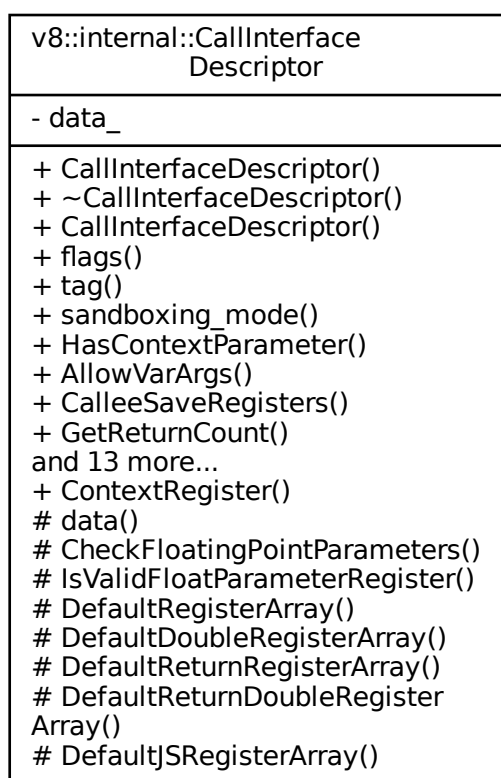 v8::internal::CallInterface
Descriptor
- data_
+ CallInterfaceDescriptor()
+ ~CallInterfaceDescriptor()
+ CallInterfaceDescriptor()
+ flags()
+ tag()
+ sandboxing_mode()
+ HasContextParameter()
+ AllowVarArgs()
+ CalleeSaveRegisters()
+ GetReturnCount()
and 13 more...
+ ContextRegister()
# data()
# CheckFloatingPointParameters()
# IsValidFloatParameterRegister()
# DefaultRegisterArray()
# DefaultDoubleRegisterArray()
# DefaultReturnRegisterArray()
# DefaultReturnDoubleRegister
Array()
# DefaultJSRegisterArray()